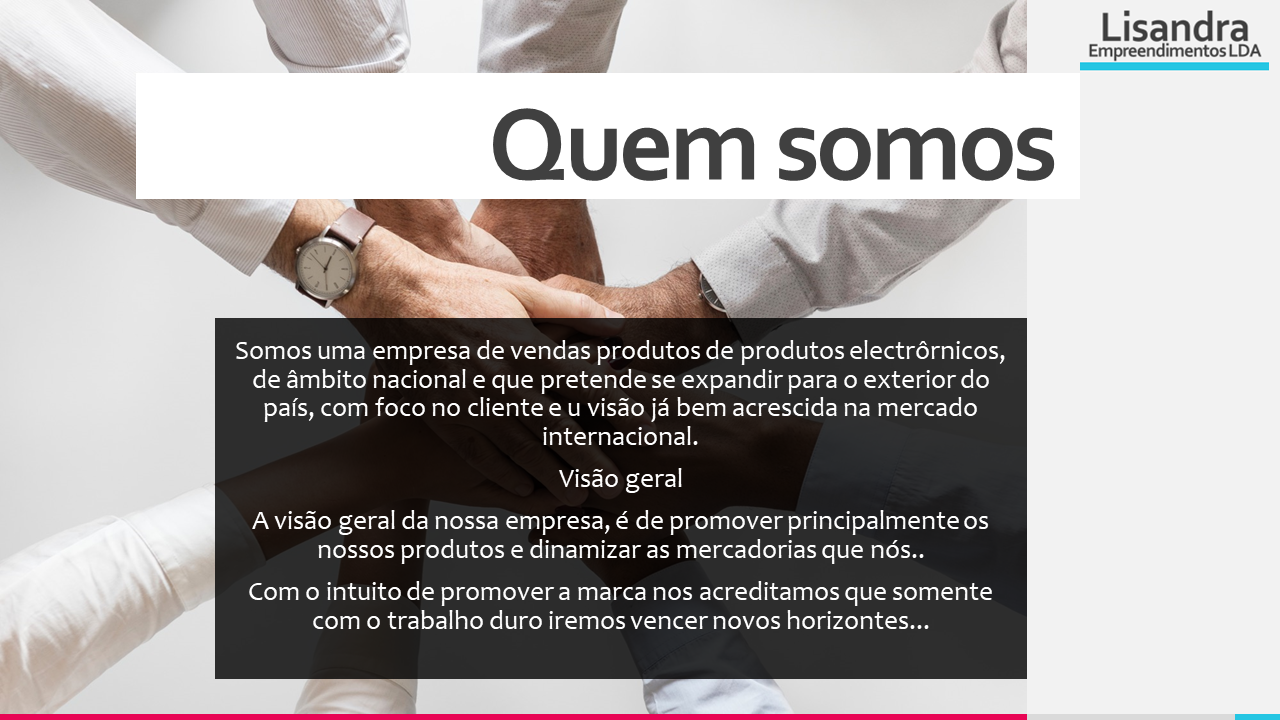 Lisandra
Empreendimentos LDA
Quem somos
Somos uma empresa de vendas produtos de produtos electrôrnicos,
de âmbito nacional e que pretende se expandir para o exterior do
país, com foco no cliente e u visão já bem acrescida na mercado
internacional.
Visão geral
A visão geral da nossa empresa, é de promover principalmente os
nossos produtos e dinamizar as mercadorias que nós..
Com o intuito de promover a marca nos acreditamos que somente
com o trabalho duro iremos vencer novos horizontes...